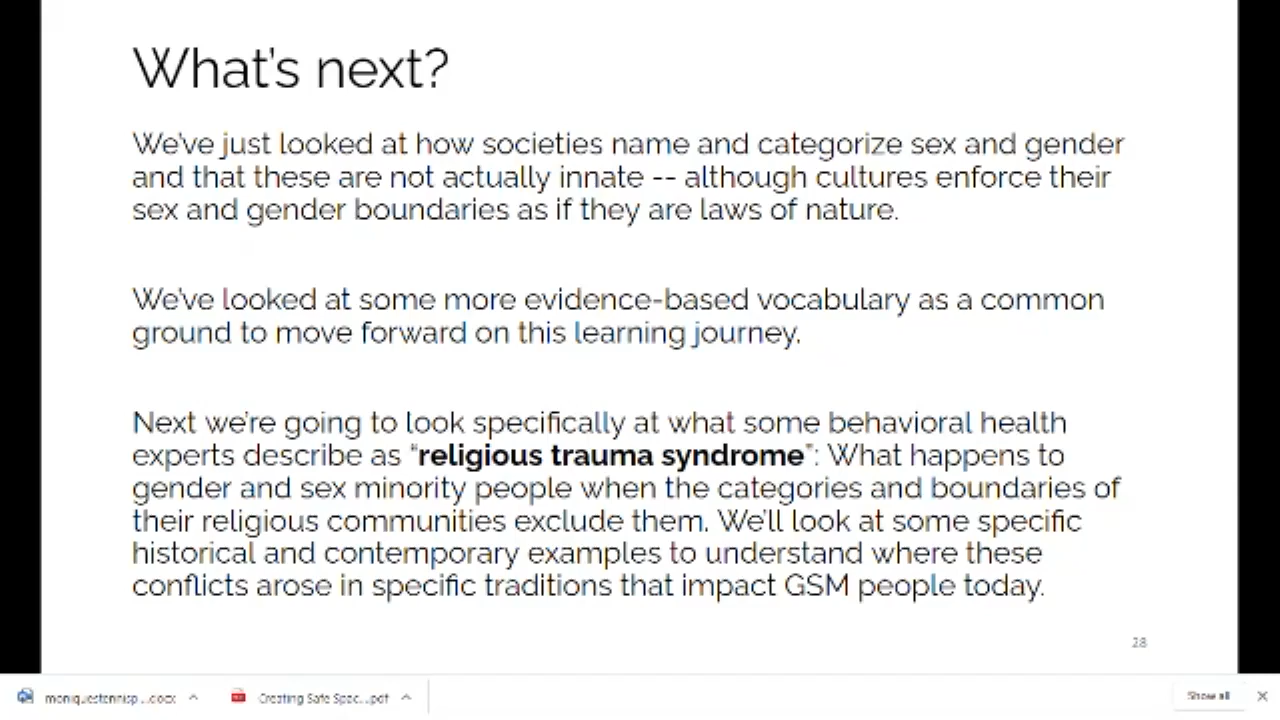 What's next?
We've just looked at how societies name and categorize sex and gender
and that these are not actually innate -- although cultures enforce their
sex and gender boundaries as if they are laws of nature.
We've looked at some more evidence-based vocabulary as a common
ground to move forward on this learning journey.
Next we're going to look specifically at what some behavioral health
experts describe as “religious trauma syndrome”: What happens to
gender and sex minority people when the categories and boundaries of
their religious communities exclude them. We'll look at some specific
historical and contemporary examples to understand where these
conflicts arose in specific traditions that impact GSM people today.
28
moniquestennisp...docx
Creating Safe Spac...pdf
Show all